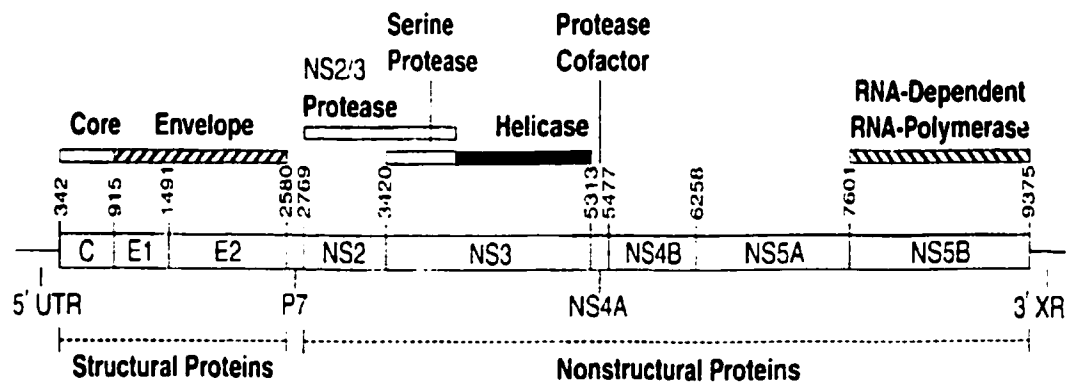 Serine
Protease
Protease
Cofactor
NS2/3
Protease
RNA-Dependent
RNA-Polymerase
Core
Envelope
Helicase
342
915
1491
2580
2769
3420
5313
5477
6258
7601
9375
C
E1
E2
NS2
NS3
NS4B
NS5A
NS5B
5' UTR
P7
NS4A
3' XR
Structural Proteins
Nonstructural Proteins